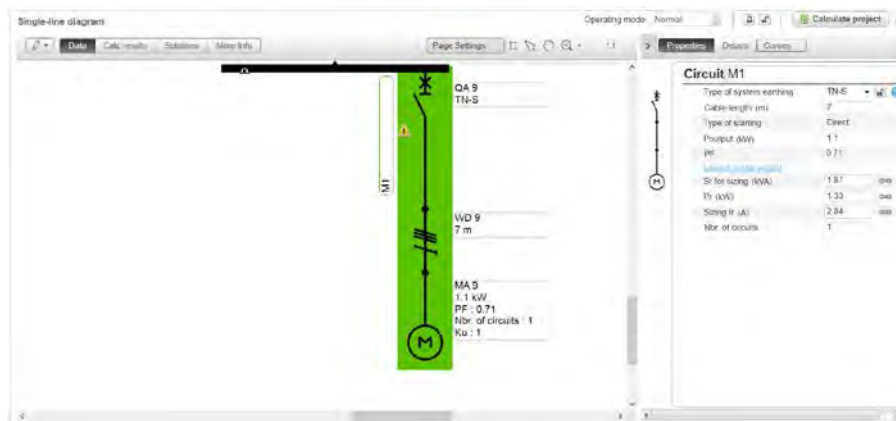 Single-line diagram
Operating mode Normal
Calculate project
Data Calc results Solutions More Info
Page Settings
1:1
Properties Details Curves
QA 9
TN-S
M1
WD 9
7 m
MA 9
1.1 kW
PF : 0.71
Nbr. of circuits : 1
Ku : 1
M
Circuit M1
Type of system earthing TN-S
Cable length (m) 7
Type of starting Direct
Poutput (kW) 1.1
PF 0.71
Sr for sizing (kVA) 1.87
Pr (kW) 1.33
Sizing Ir (A) 2.84
Nbr. of circuits 1
M